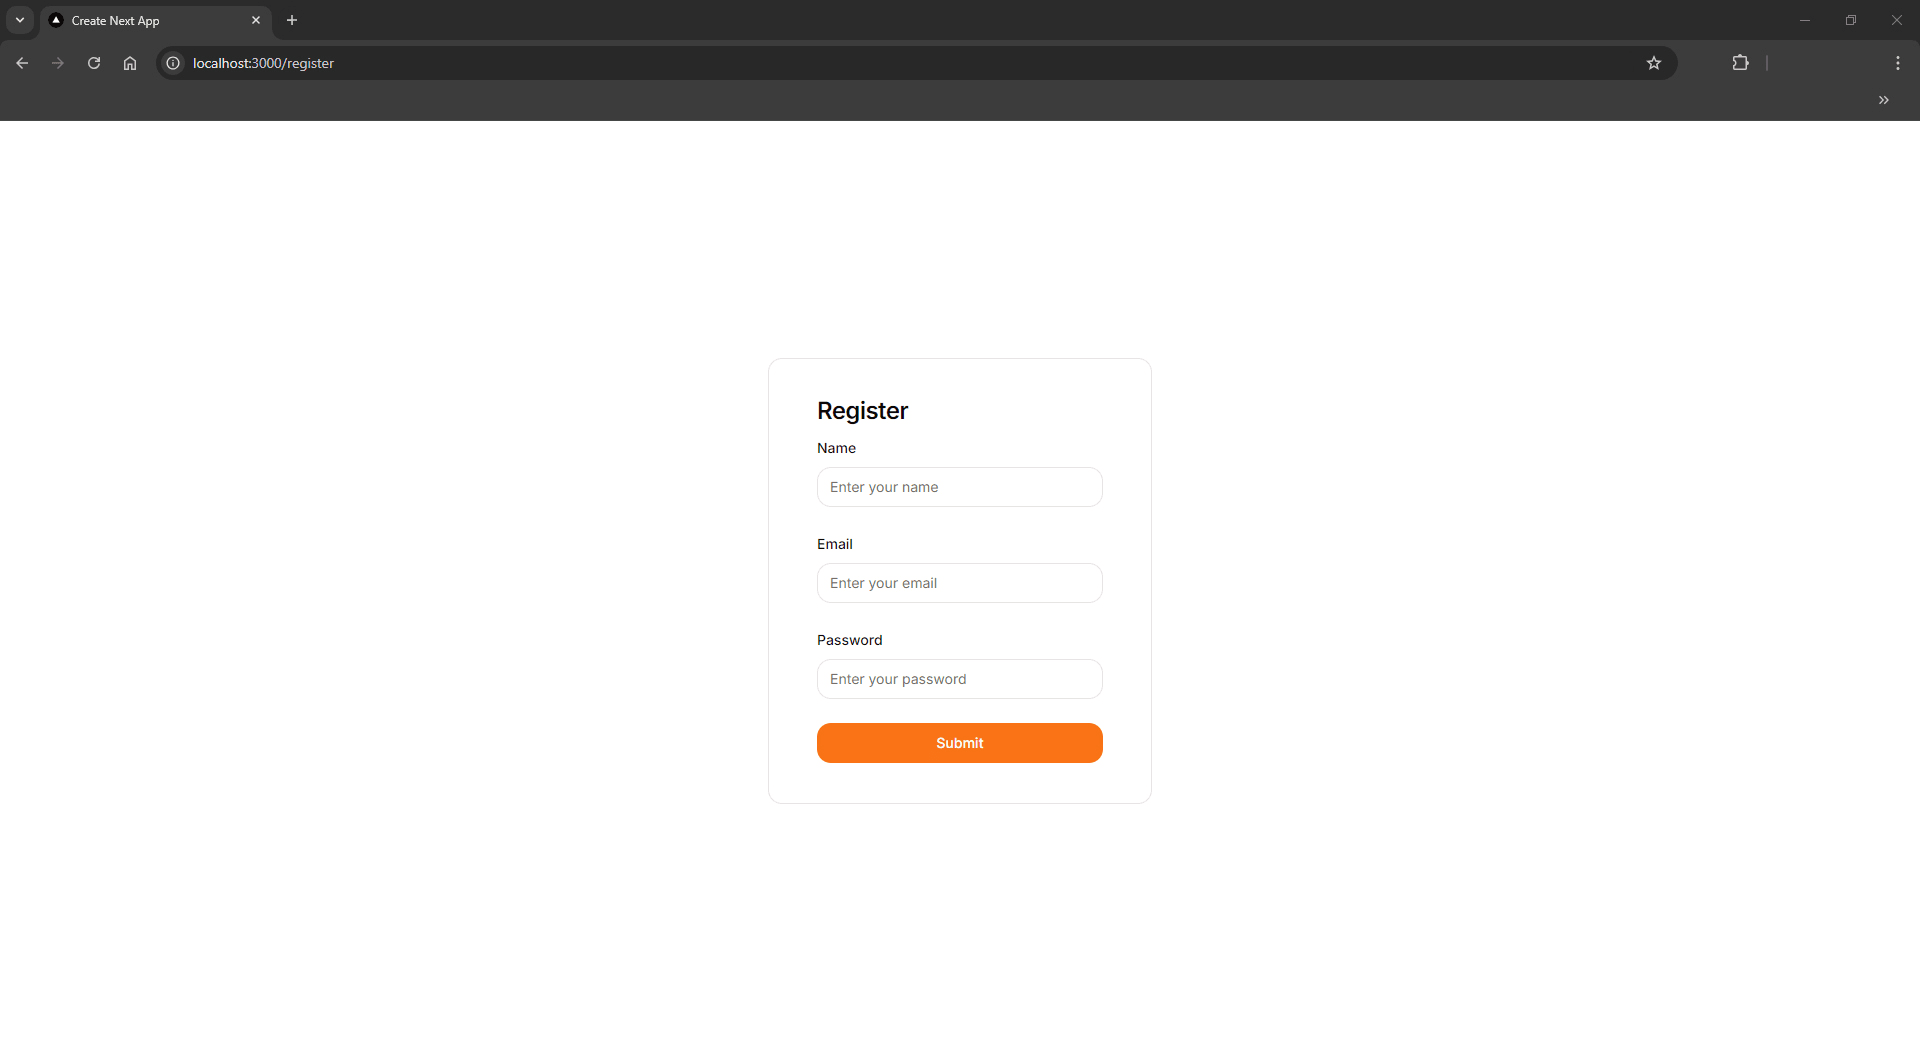 Create Next App
localhost:3000/register
Register
Name
Enter your name
Email
Enter your email
Password
Enter your password
Submit